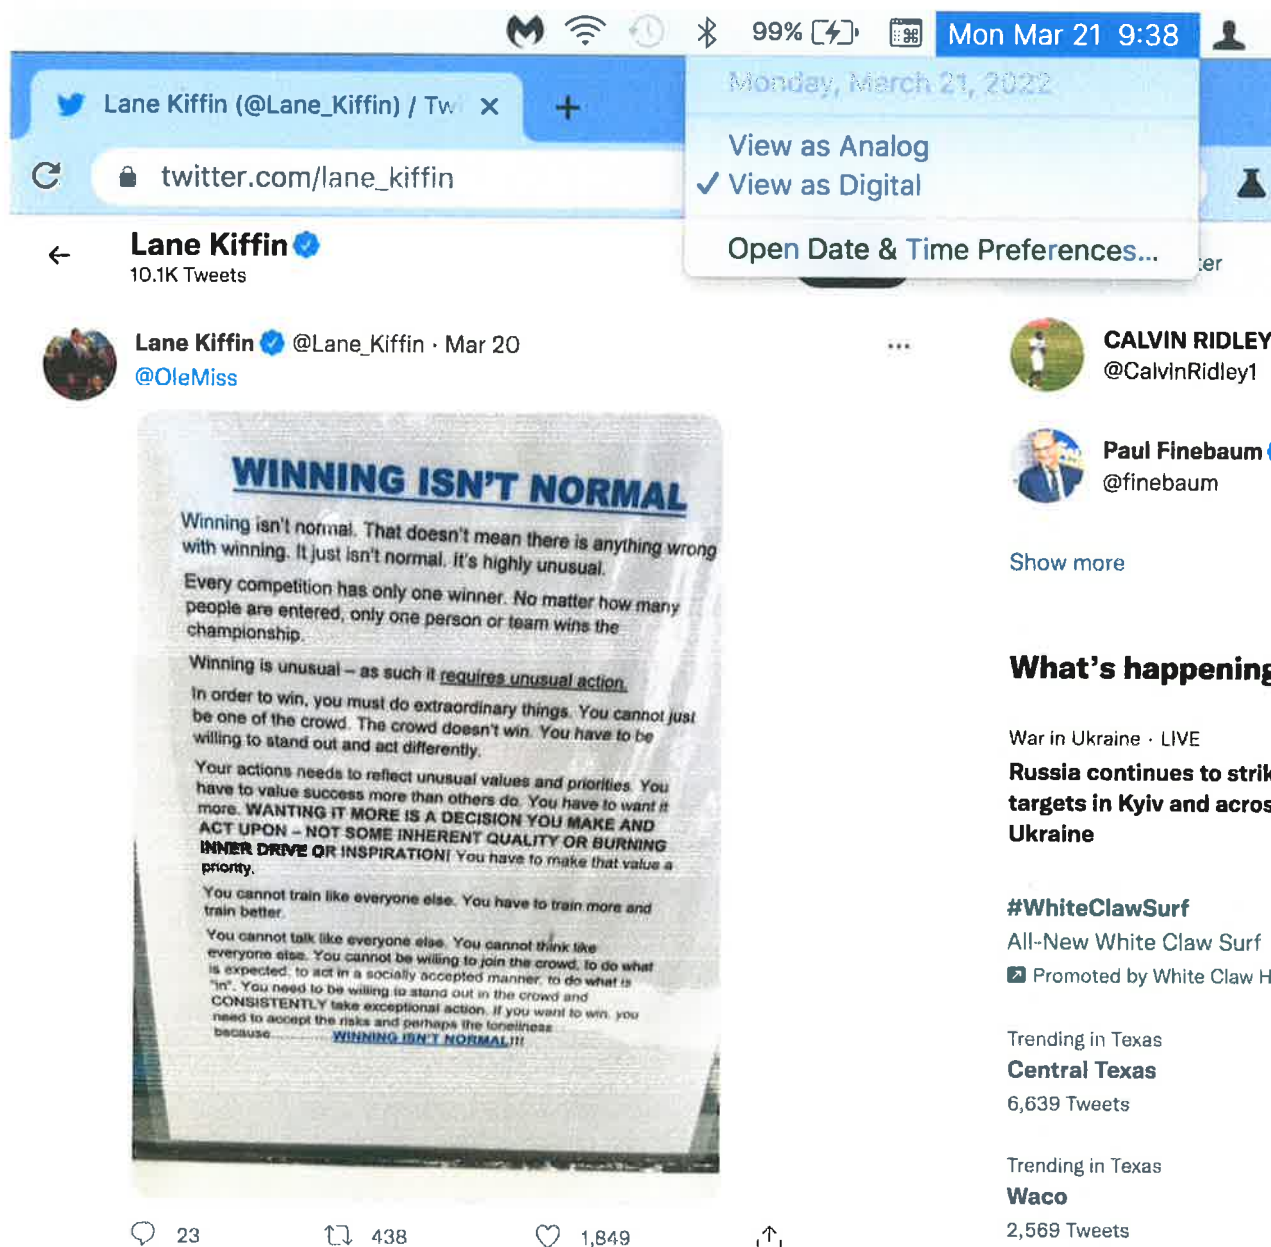 99%
Mon Mar 21 9:38
Monday, March 21, 2022
View as Analog
✓ View as Digital
Open Date & Time Preferences...
Lane Kiffin (@Lane_Kiffin) / Tw
twitter.com/lane_kiffin
Lane Kiffin
10.1K Tweets
ter
Lane Kiffin @Lane_Kiffin · Mar 20
@OleMiss
WINNING ISN'T NORMAL
Winning isn't normal. That doesn't mean there is anything wrong
with winning. It just isn't normal. It's highly unusual.
Every competition has only one winner. No matter how many
people are entered, only one person or team wins the
championship.
Winning is unusual – as such it requires unusual action.
In order to win, you must do extraordinary things. You cannot just
be one of the crowd. The crowd doesn't win. You have to be
willing to stand out and act differently.
Your actions needs to reflect unusual values and priorities. You
have to value success more than others do. You have to want it
more. WANTING IT MORE IS A DECISION YOU MAKE AND
ACT UPON – NOT SOME INHERENT QUALITY OR BURNING
INNER DRIVE OR INSPIRATION! You have to make that value a
priority.
You cannot train like everyone else. You have to train more and
train better.
You cannot talk like everyone else. You cannot think like
everyone else. You cannot be willing to join the crowd, to do what
is expected, to act in a socially accepted manner, to do what is
"in". You need to be willing to stand out in the crowd and
CONSISTENTLY take exceptional action. If you want to win, you
need to accept the risks and perhaps the loneliness
because............WINNING ISN'T NORMAL!!!
23
438
1,849
CALVIN RIDLEY
@CalvinRidley1
Paul Finebaum
@finebaum
Show more
What's happening
War in Ukraine · LIVE
Russia continues to strik
targets in Kyiv and acros
Ukraine
#WhiteClawSurf
All-New White Claw Surf
Promoted by White Claw H
Trending in Texas
Central Texas
6,639 Tweets
Trending in Texas
Waco
2,569 Tweets